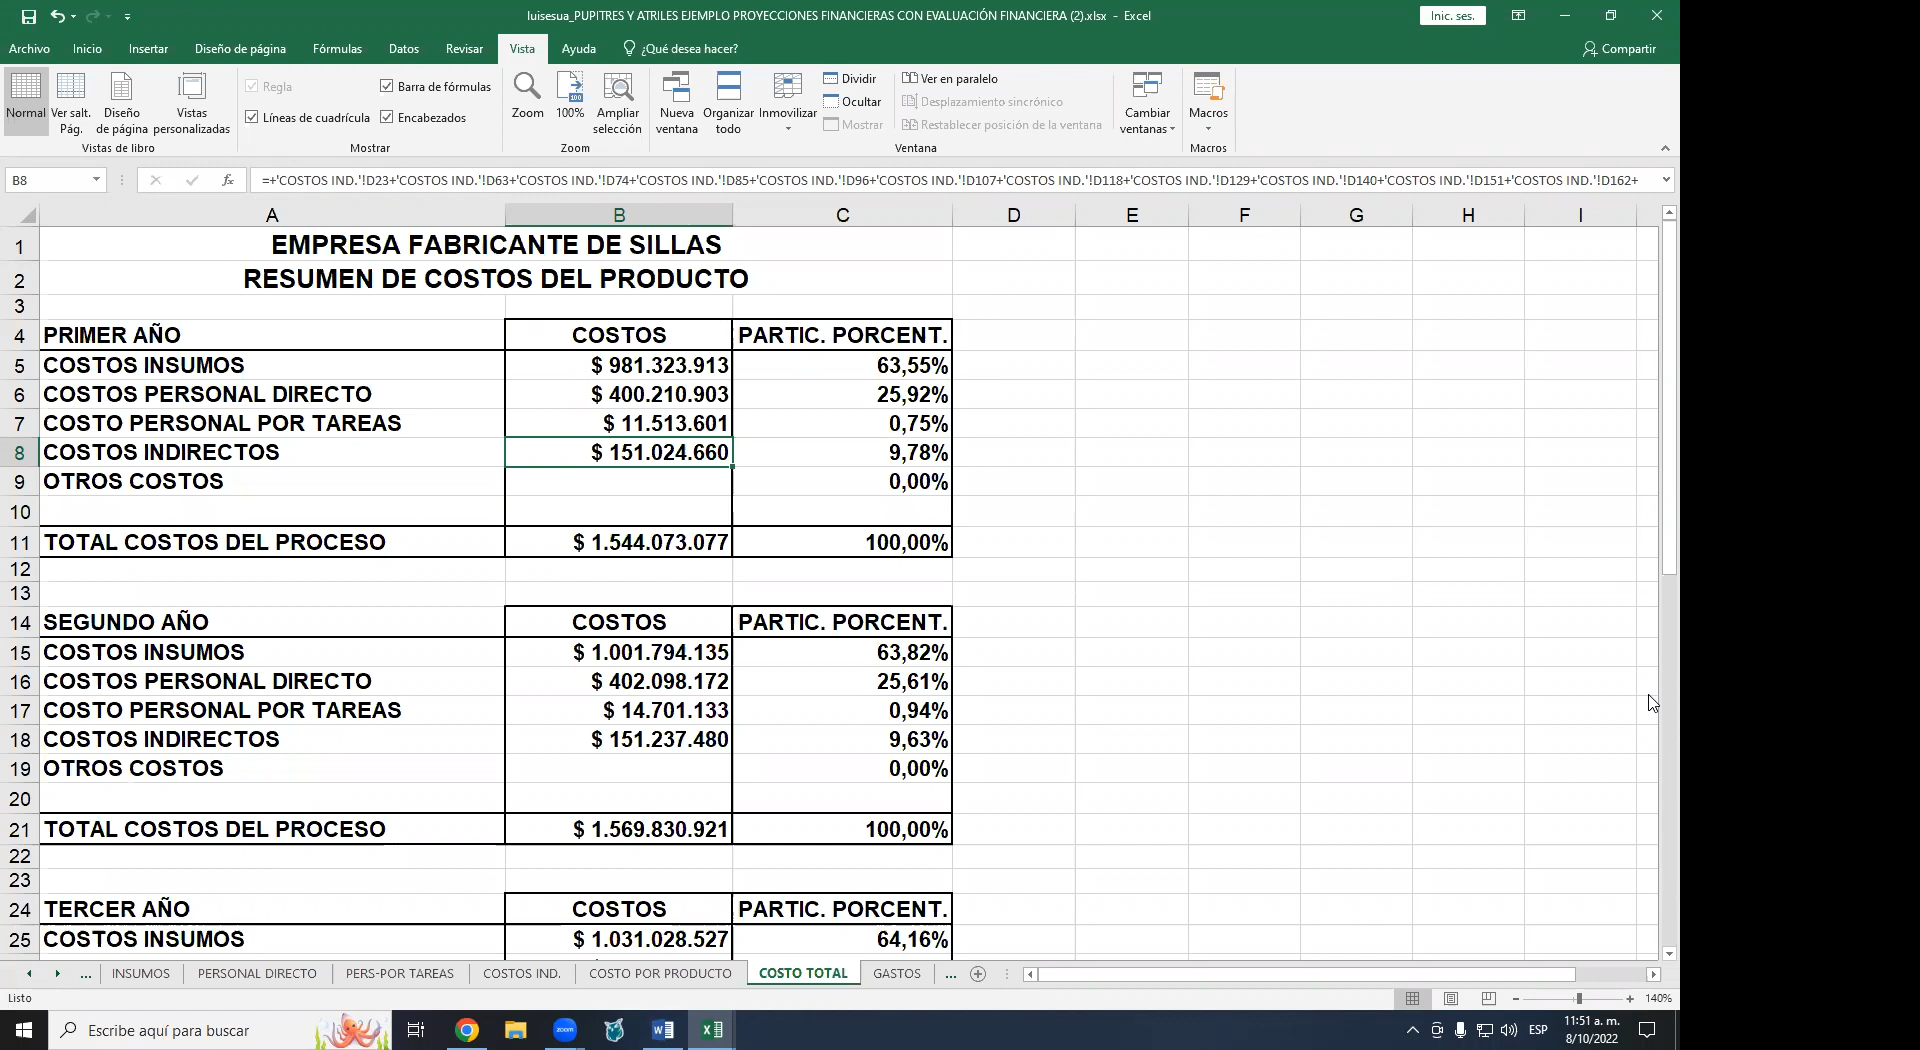 luisesua_PUPITRES Y ATRILES EJEMPLO PROYECCIONES FINANCIERAS CON EVALUACIÓN FINANCIERA (2).xlsx - Excel
Inic. ses.
Archivo Inicio Insertar Diseño de página Fórmulas Datos Revisar Vista Ayuda ¿Qué desea hacer? Compartir
Normal Ver salt. Pág. Diseño de página Vistas personalizadas
Vistas de libro
Regla Barra de fórmulas
Líneas de cuadrícula Encabezados
Mostrar
Zoom 100% Ampliar selección
Zoom
Nueva ventana Organizar todo Inmovilizar
Dividir Ver en paralelo
Ocultar Desplazamiento sincrónico
Mostrar Restablecer posición de la ventana
Cambiar ventanas
Ventana
Macros
Macros
B8 fx =+'COSTOS IND.'!D23+'COSTOS IND.'!D63+'COSTOS IND.'!D74+'COSTOS IND.'!D85+'COSTOS IND.'!D96+'COSTOS IND.'!D107+'COSTOS IND.'!D118+'COSTOS IND.'!D129+'COSTOS IND.'!D140+'COSTOS IND.'!D151+'COSTOS IND.'!D162+
A B C D E F G H I
1 EMPRESA FABRICANTE DE SILLAS
2 RESUMEN DE COSTOS DEL PRODUCTO
3
4 PRIMER AÑO COSTOS PARTIC. PORCENT.
5 COSTOS INSUMOS $ 981.323.913 63,55%
6 COSTOS PERSONAL DIRECTO $ 400.210.903 25,92%
7 COSTO PERSONAL POR TAREAS $ 11.513.601 0,75%
8 COSTOS INDIRECTOS $ 151.024.660 9,78%
9 OTROS COSTOS 0,00%
10
11 TOTAL COSTOS DEL PROCESO $ 1.544.073.077 100,00%
12
13
14 SEGUNDO AÑO COSTOS PARTIC. PORCENT.
15 COSTOS INSUMOS $ 1.001.794.135 63,82%
16 COSTOS PERSONAL DIRECTO $ 402.098.172 25,61%
17 COSTO PERSONAL POR TAREAS $ 14.701.133 0,94%
18 COSTOS INDIRECTOS $ 151.237.480 9,63%
19 OTROS COSTOS 0,00%
20
21 TOTAL COSTOS DEL PROCESO $ 1.569.830.921 100,00%
22
23
24 TERCER AÑO COSTOS PARTIC. PORCENT.
25 COSTOS INSUMOS $ 1.031.028.527 64,16%
... INSUMOS PERSONAL DIRECTO PERS-POR TAREAS COSTOS IND. COSTO POR PRODUCTO COSTO TOTAL GASTOS ...
Listo 140%
Escribe aquí para buscar zoom ESP 11:51 a. m.
8/10/2022